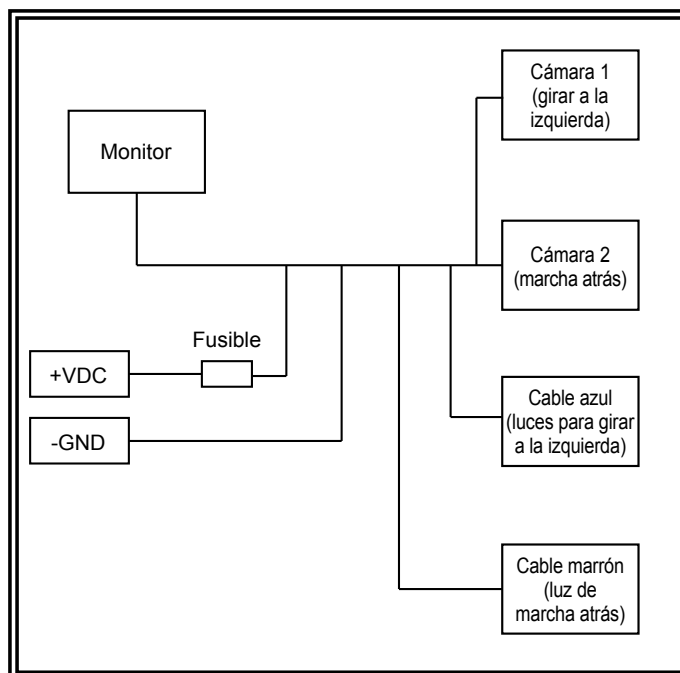 Cámara 1
(girar a la
izquierda)
Monitor
Cámara 2
(marcha atrás)
Fusible
+VDC
-GND
Cable azul
(luces para girar
a la izquierda)
Cable marrón
(luz de
marcha atrás)